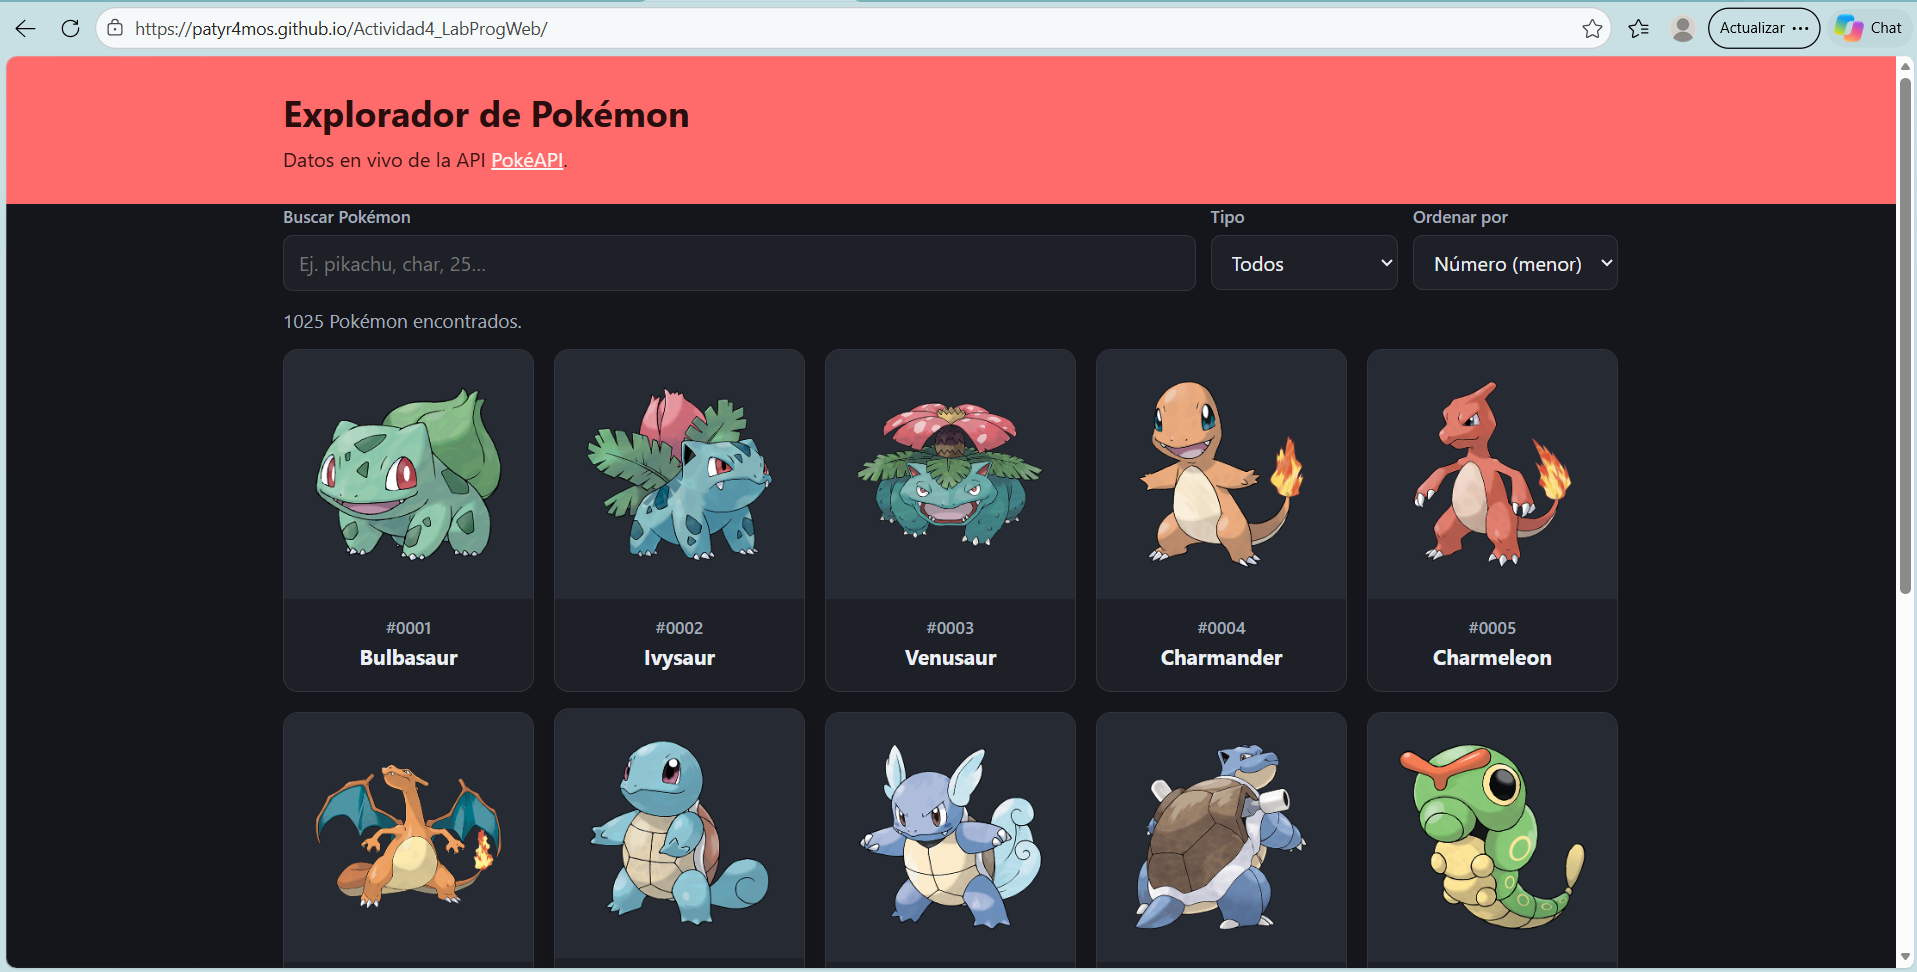 https://patyr4mos.github.io/Actividad4_LabProgWeb/
Actualizar ···
Chat
Explorador de Pokémon
Datos en vivo de la API PokéAPI.
Buscar Pokémon
Tipo
Ordenar por
Ej. pikachu, char, 25...
Todos
Número (menor)
1025 Pokémon encontrados.
#0001
Bulbasaur
#0002
Ivysaur
#0003
Venusaur
#0004
Charmander
#0005
Charmeleon